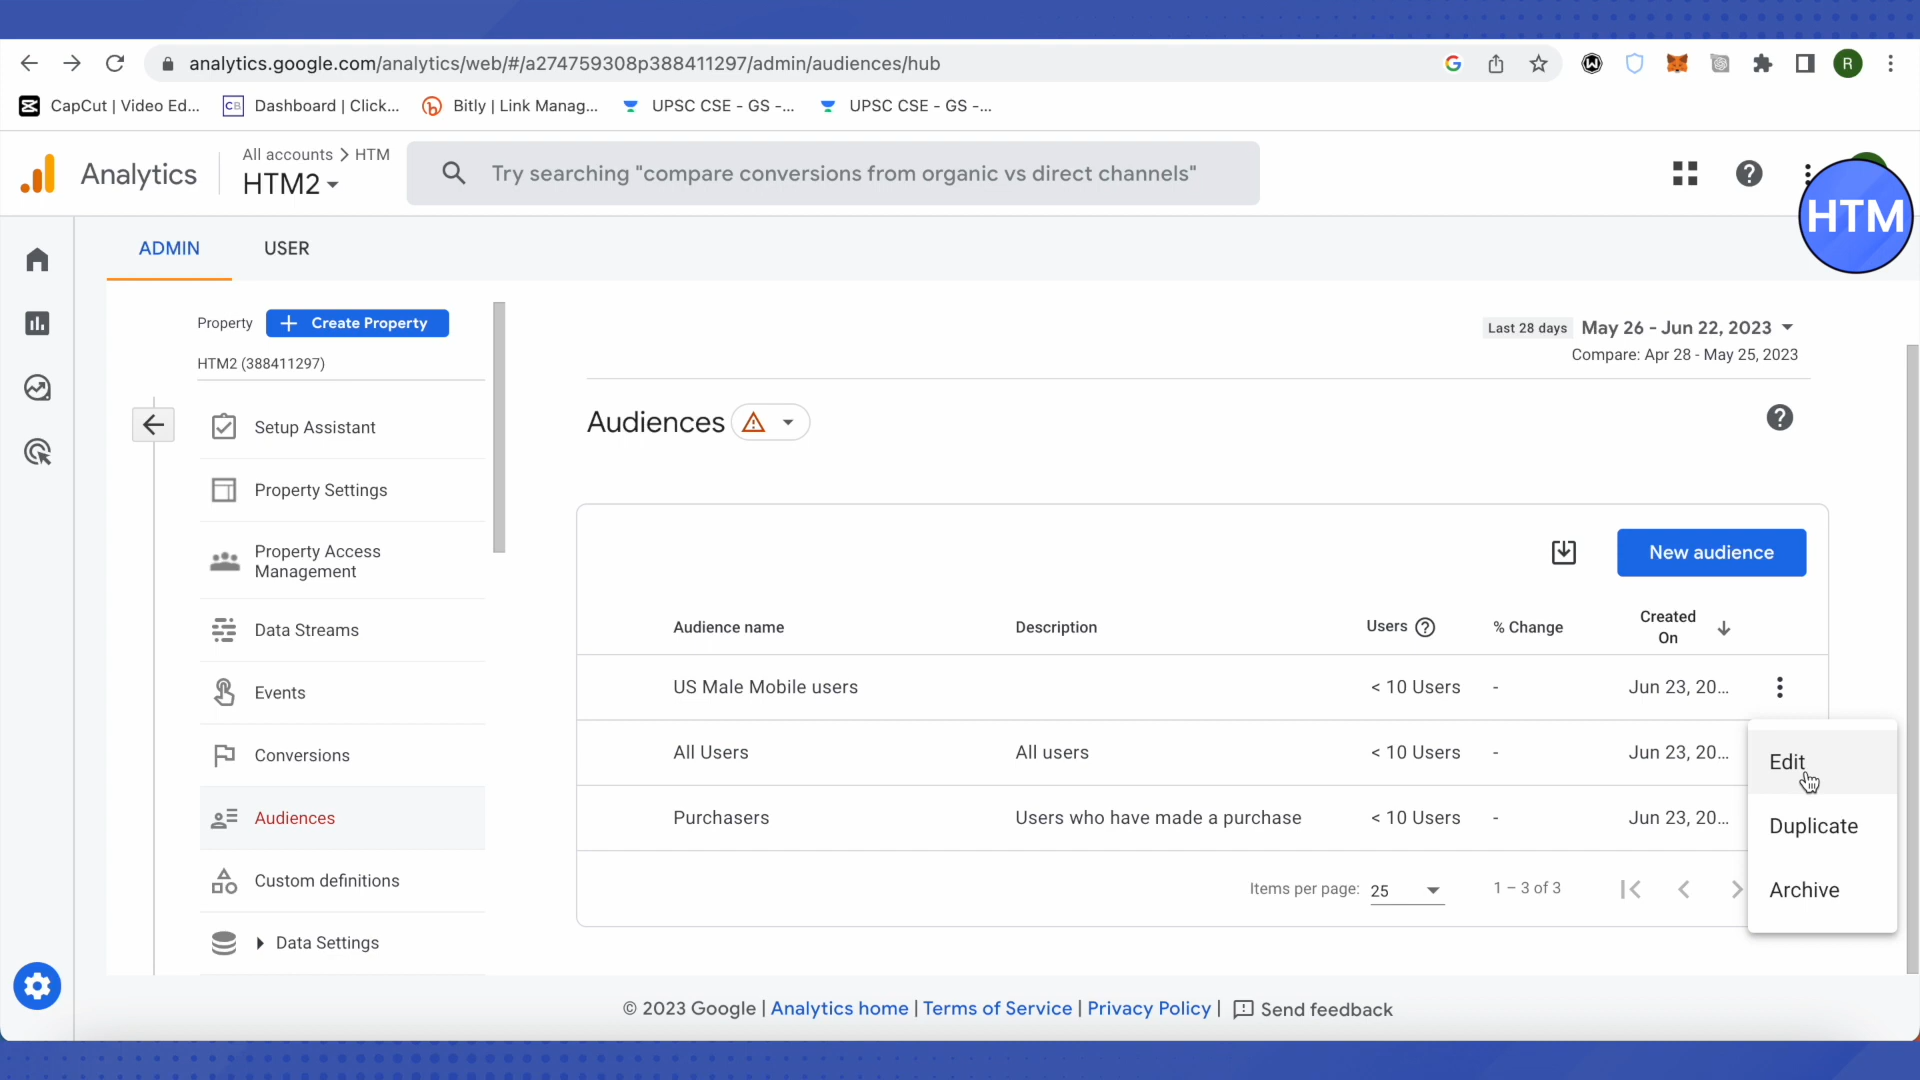 analytics.google.com/analytics/web/#/a274759308p388411297/admin/audiences/hub
R
CapCut | Video Ed...
CB
Dashboard | Click...
Bitly | Link Manag...
UPSC CSE - GS -...
UPSC CSE - GS -...
Analytics
All accounts > HTM
HTM2
Try searching "compare conversions from organic vs direct channels"
HTM
ADMIN
USER
Property
Create Property
HTM2 (388411297)
Setup Assistant
Property Settings
Property Access
Management
Data Streams
Events
Conversions
Audiences
Custom definitions
Data Settings
Last 28 days
May 26 - Jun 22, 2023
Compare: Apr 28 - May 25, 2023
Audiences
New audience
Audience name
Description
Users
% Change
Created
On
US Male Mobile users
< 10 Users
-
Jun 23, 20...
All Users
All users
< 10 Users
-
Jun 23, 20...
Purchasers
Users who have made a purchase
< 10 Users
-
Jun 23, 20...
Edit
Duplicate
Archive
Items per page:
25
1 – 3 of 3
© 2023 Google | Analytics home | Terms of Service | Privacy Policy | Send feedback